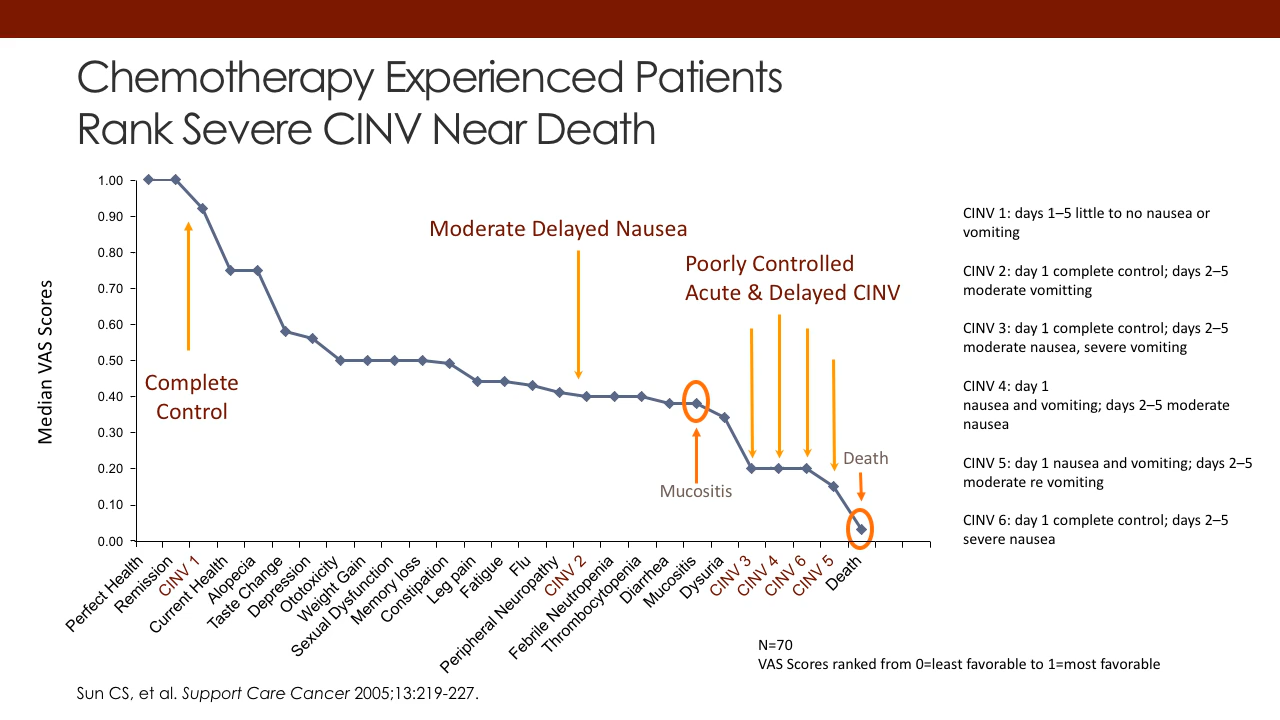 Chemotherapy Experienced Patients
Rank Severe CINV Near Death
Median VAS Scores
1.00
0.90
0.80
0.70
0.60
0.50
0.40
0.30
0.20
0.10
0.00
Complete
Control
Moderate Delayed Nausea
Poorly Controlled
Acute & Delayed CINV
Mucositis
Death
Perfect Health
Remission
CINV 1
Current Health
Alopecia
Taste Change
Depression
Ototoxicity
Weight Gain
Sexual Dysfunction
Memory loss
Constipation
Leg pain
Fatigue
Flu
Peripheral Neuropathy
CINV 2
Febrile Neutropenia
Thrombocytopenia
Diarrhea
Mucositis
Dysuria
CINV 3
CINV 4
CINV 6
CINV 5
Death
CINV 1: days 1–5 little to no nausea or
vomiting
CINV 2: day 1 complete control; days 2–5
moderate vomitting
CINV 3: day 1 complete control; days 2–5
moderate nausea, severe vomiting
CINV 4: day 1
nausea and vomiting; days 2–5 moderate
nausea
CINV 5: day 1 nausea and vomiting; days 2–5
moderate re vomiting
CINV 6: day 1 complete control; days 2–5
severe nausea
N=70
VAS Scores ranked from 0=least favorable to 1=most favorable
Sun CS, et al. Support Care Cancer 2005;13:219-227.